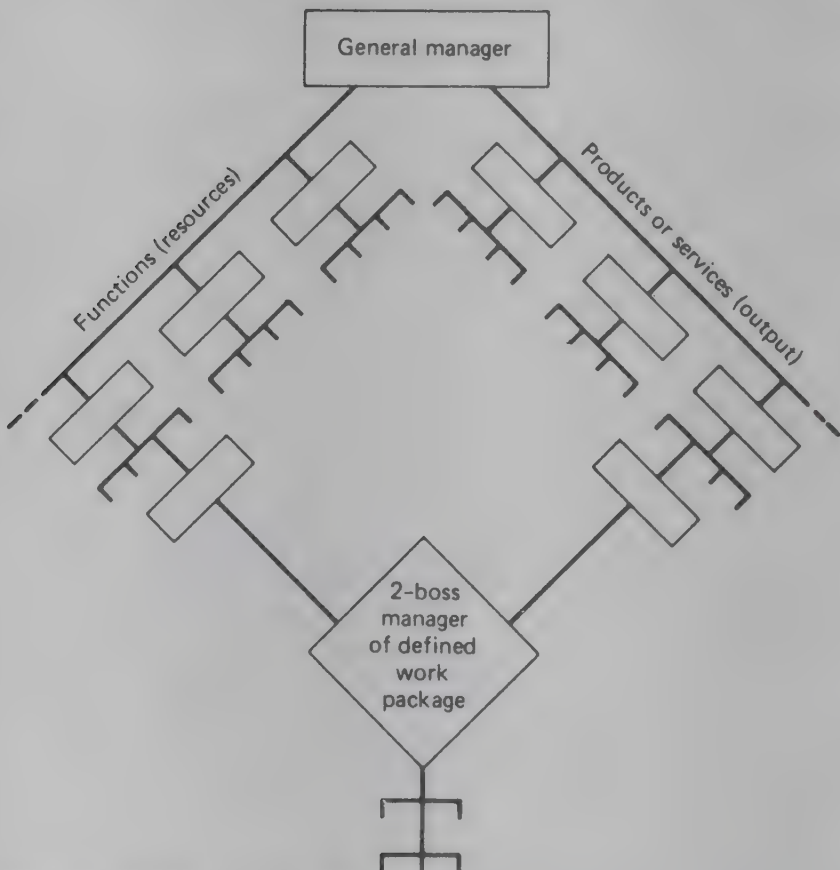 General manager
Functions (resources)
Products or services (output)
2-boss
manager
of defined
work
package